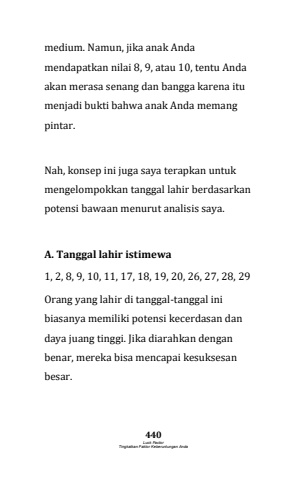 medium. Namun, jika anak Anda
mendapatkan nilai 8, 9, atau 10, tentu Anda
akan merasa senang dan bangga karena itu
menjadi bukti bahwa anak Anda memang
pintar.
Nah, konsep ini juga saya terapkan untuk
mengelompokkan tanggal lahir berdasarkan
potensi bawaan menurut analisis saya.
A. Tanggal lahir istimewa
1, 2, 8, 9, 10, 11, 17, 18, 19, 20, 26, 27, 28, 29
Orang yang lahir di tanggal-tanggal ini
biasanya memiliki potensi kecerdasan dan
daya juang tinggi. Jika diarahkan dengan
benar, mereka bisa mencapai kesuksesan
besar.
440
Luck Factor
Tingkatkan Faktor Keberuntungan Anda